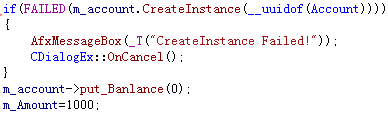 if(FAILED(m_account.CreateInstance(__uuidof(Account))))
{
AfxMessageBox(_T("CreateInstance Failed!"));
CDialogEx::OnCancel();
}
m_account->put_Banlance(0);
m_Amount=1000;